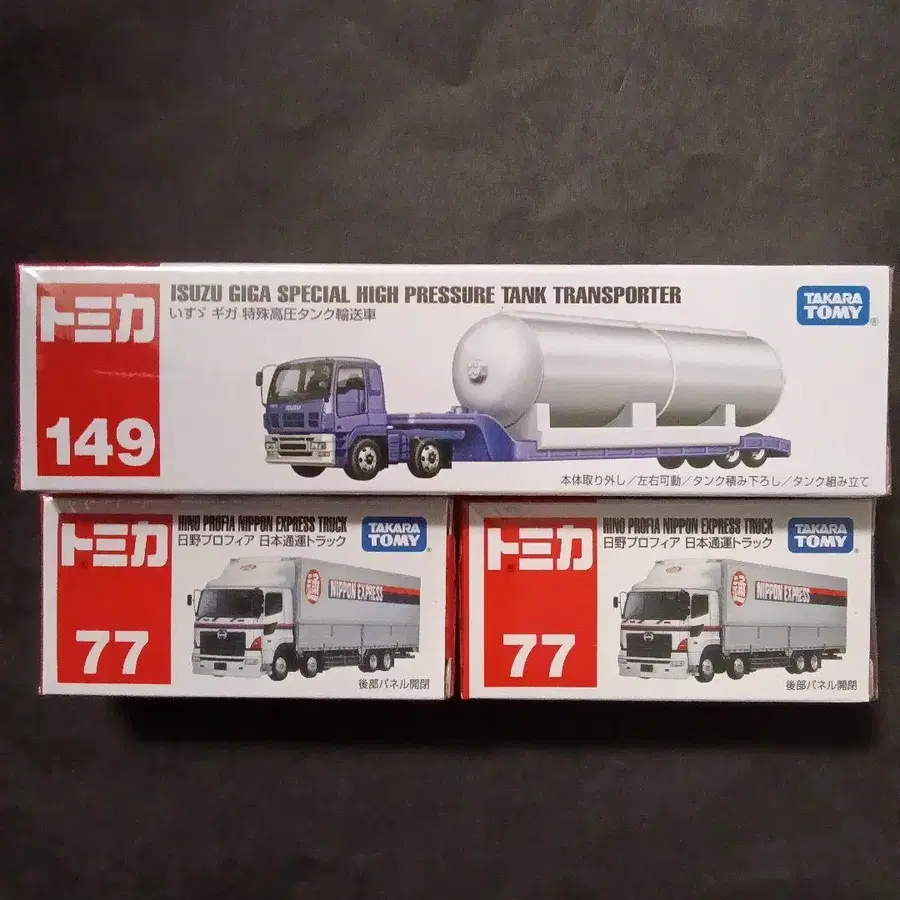 トミカ
149
ISUZU GIGA SPECIAL HIGH PRESSURE TANK TRANSPORTER
いすゞ ギガ 特殊高圧タンク輸送車
TAKARA TOMY
ISUZU
本体取り外し/左右可動/タンク積み下ろし/タンク組み立て
トミカ
77
HINO PROFIA NIPPON EXPRESS TRUCK
日野プロフィア 日本通運トラック
TAKARA TOMY
通
NIPPON EXPRESS
後部パネル開閉
トミカ
77
HINO PROFIA NIPPON EXPRESS TRUCK
日野プロフィア 日本通運トラック
TAKARA TOMY
通
NIPPON EXPRESS
後部パネル開閉